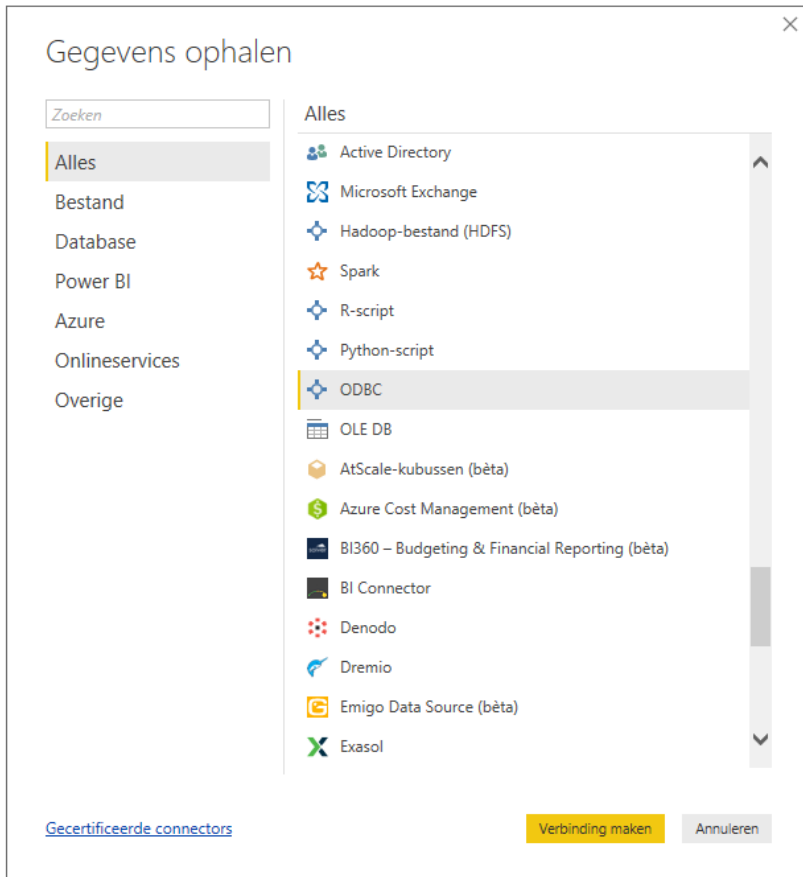 Gegevens ophalen
Zoeken
Alles
Bestand
Database
Power BI
Azure
Onlineservices
Overige
Alles
Active Directory
Microsoft Exchange
Hadoop-bestand (HDFS)
Spark
R-script
Python-script
ODBC
OLE DB
AtScale-kubussen (bèta)
Azure Cost Management (bèta)
BI360 – Budgeting & Financial Reporting (bèta)
BI Connector
Denodo
Dremio
Emigo Data Source (bèta)
Exasol
Gecertificeerde connectors
Verbinding maken
Annuleren